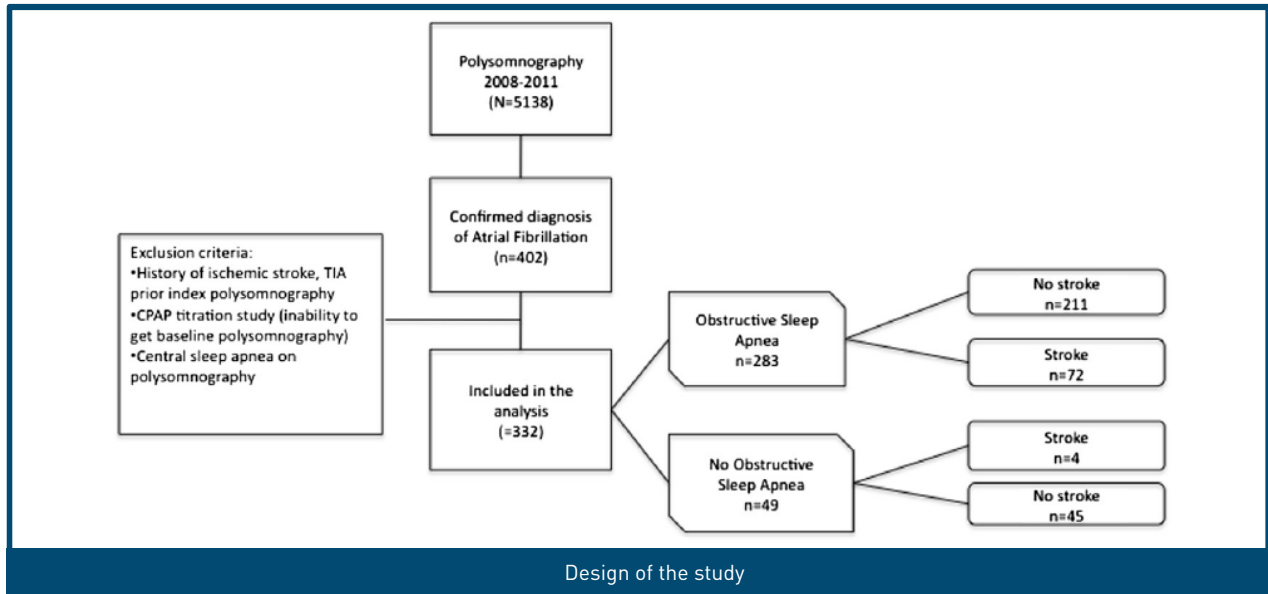 Polysomnography
2008-2011
(N=5138)
Confirmed diagnosis
of Atrial Fibrillation
(n=402)
Exclusion criteria:
•History of ischemic stroke, TIA
prior index polysomnography
•CPAP titration study (inability to
get baseline polysomnography)
•Central sleep apnea on
polysomnography
Included in the
analysis
(=332)
Obstructive Sleep
Apnea
n=283
No stroke
n=211
Stroke
n=72
No Obstructive
Sleep Apnea
n=49
Stroke
n=4
No stroke
n=45
Design of the study